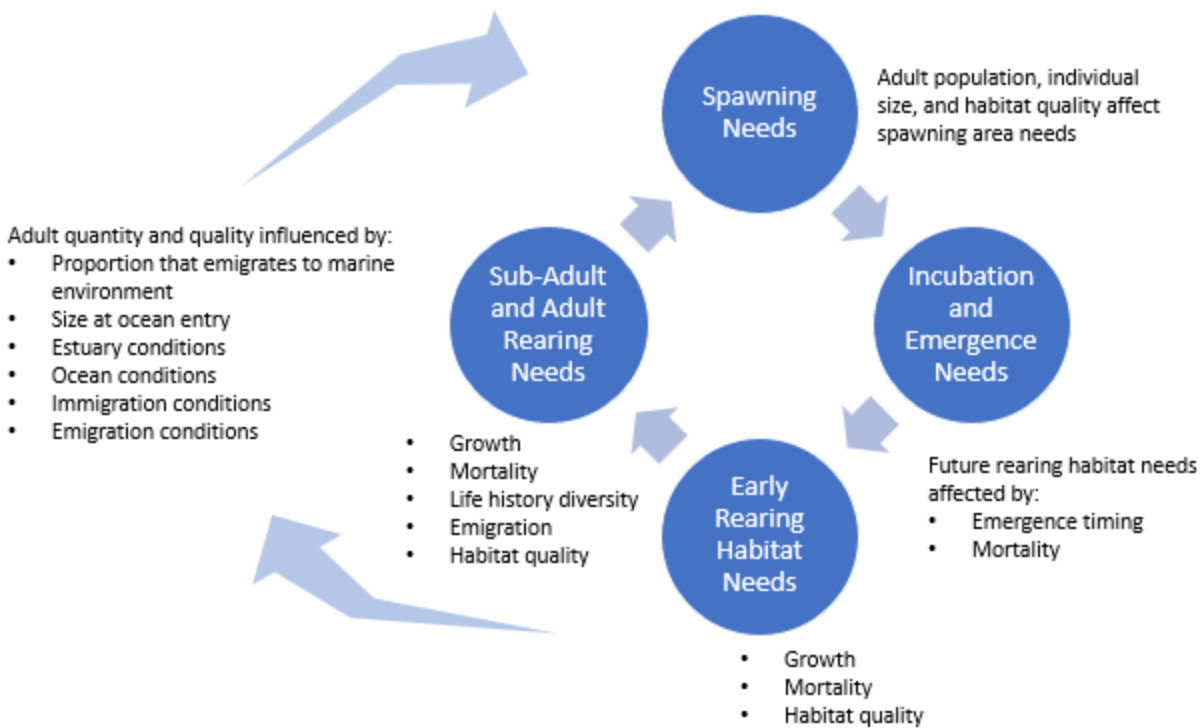 Spawning
Needs
Adult population, individual
size, and habitat quality affect
spawning area needs
Adult quantity and quality influenced by:
• Proportion that emigrates to marine
environment
• Size at ocean entry
• Estuary conditions
• Ocean conditions
• Immigration conditions
• Emigration conditions
Sub-Adult
and Adult
Rearing
Needs
Incubation
and
Emergence
Needs
• Growth
• Mortality
• Life history diversity
• Emigration
• Habitat quality
Early
Rearing
Habitat
Needs
Future rearing habitat needs
affected by:
• Emergence timing
• Mortality
• Growth
• Mortality
• Habitat quality